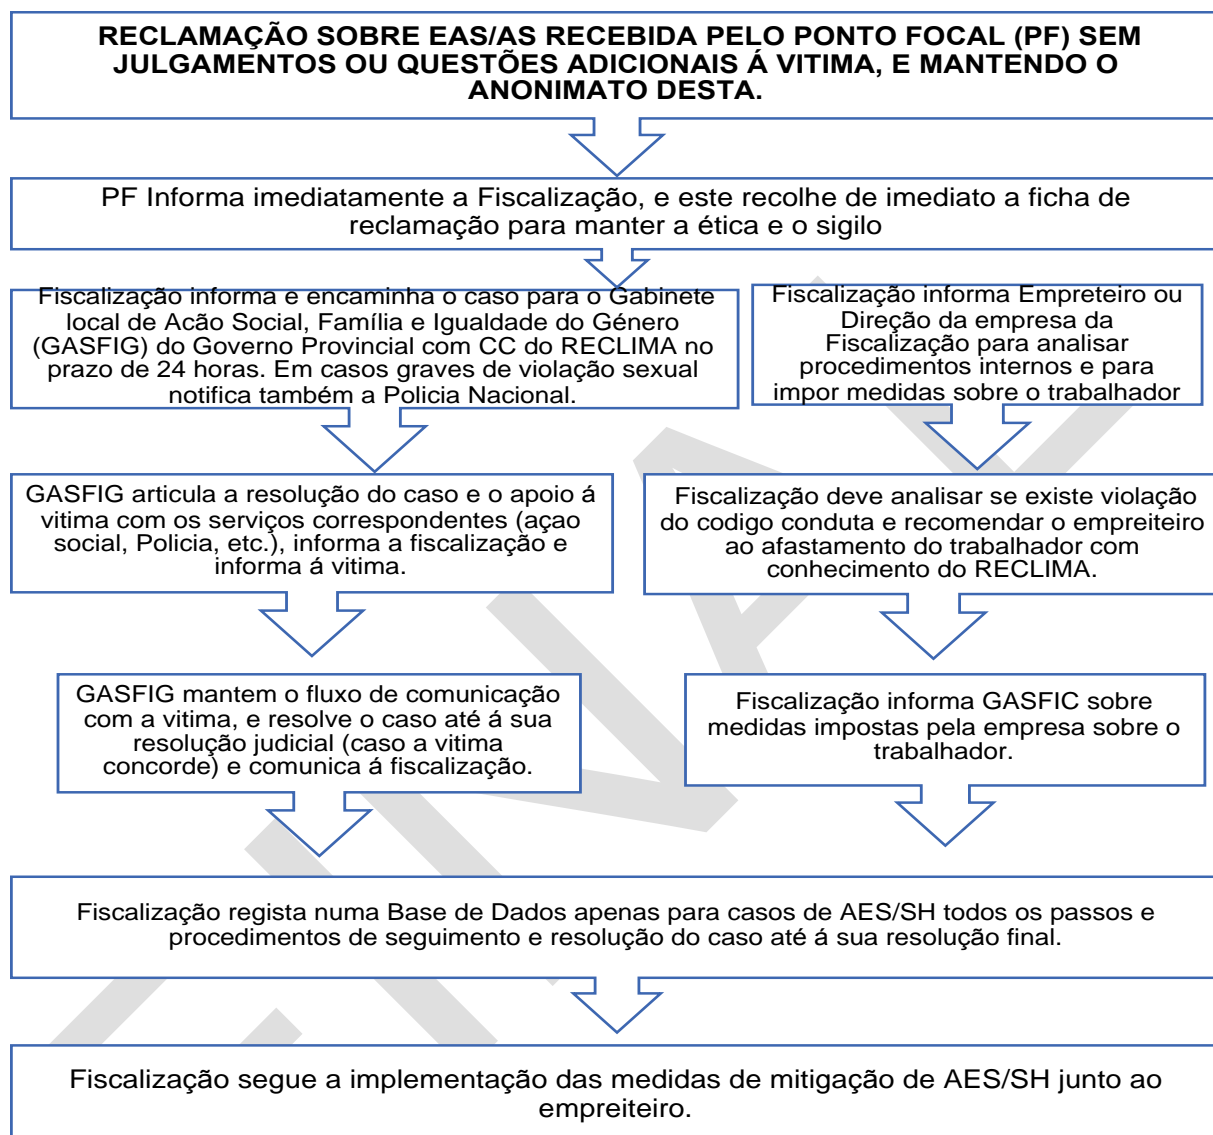 RECLAMAÇÃO SOBRE EAS/AS RECEBIDA PELO PONTO FOCAL (PF) SEM
JULGAMENTOS OU QUESTÕES ADICIONAIS Á VITIMA, E MANTENDO O
ANONIMATO DESTA.
PF Informa imediatamente a Fiscalização, e este recolhe de imediato a ficha de
reclamação para manter a ética e o sigilo
Fiscalização informa e encaminha o caso para o Gabinete
local de Acão Social, Família e Igualdade do Género
(GASFIG) do Governo Provincial com CC do RECLIMA no
prazo de 24 horas. Em casos graves de violação sexual
notifica também a Policia Nacional.
Fiscalização informa Empreteiro ou
Direção da empresa da
Fiscalização para analisar
procedimentos internos e para
impor medidas sobre o trabalhador
GASFIG articula a resolução do caso e o apoio á
vitima com os serviços correspondentes (açao
social, Policia, etc.), informa a fiscalização e
informa á vitima.
Fiscalização deve analisar se existe violação
do codigo conduta e recomendar o empreiteiro
ao afastamento do trabalhador com
conhecimento do RECLIMA.
GASFIG mantem o fluxo de comunicação
com a vitima, e resolve o caso até á sua
resolução judicial (caso a vitima
concorde) e comunica á fiscalização.
Fiscalização informa GASFIC sobre
medidas impostas pela empresa sobre o
trabalhador.
Fiscalização regista numa Base de Dados apenas para casos de AES/SH todos os passos e
procedimentos de seguimento e resolução do caso até á sua resolução final.
Fiscalização segue a implementação das medidas de mitigação de AES/SH junto ao
empreiteiro.